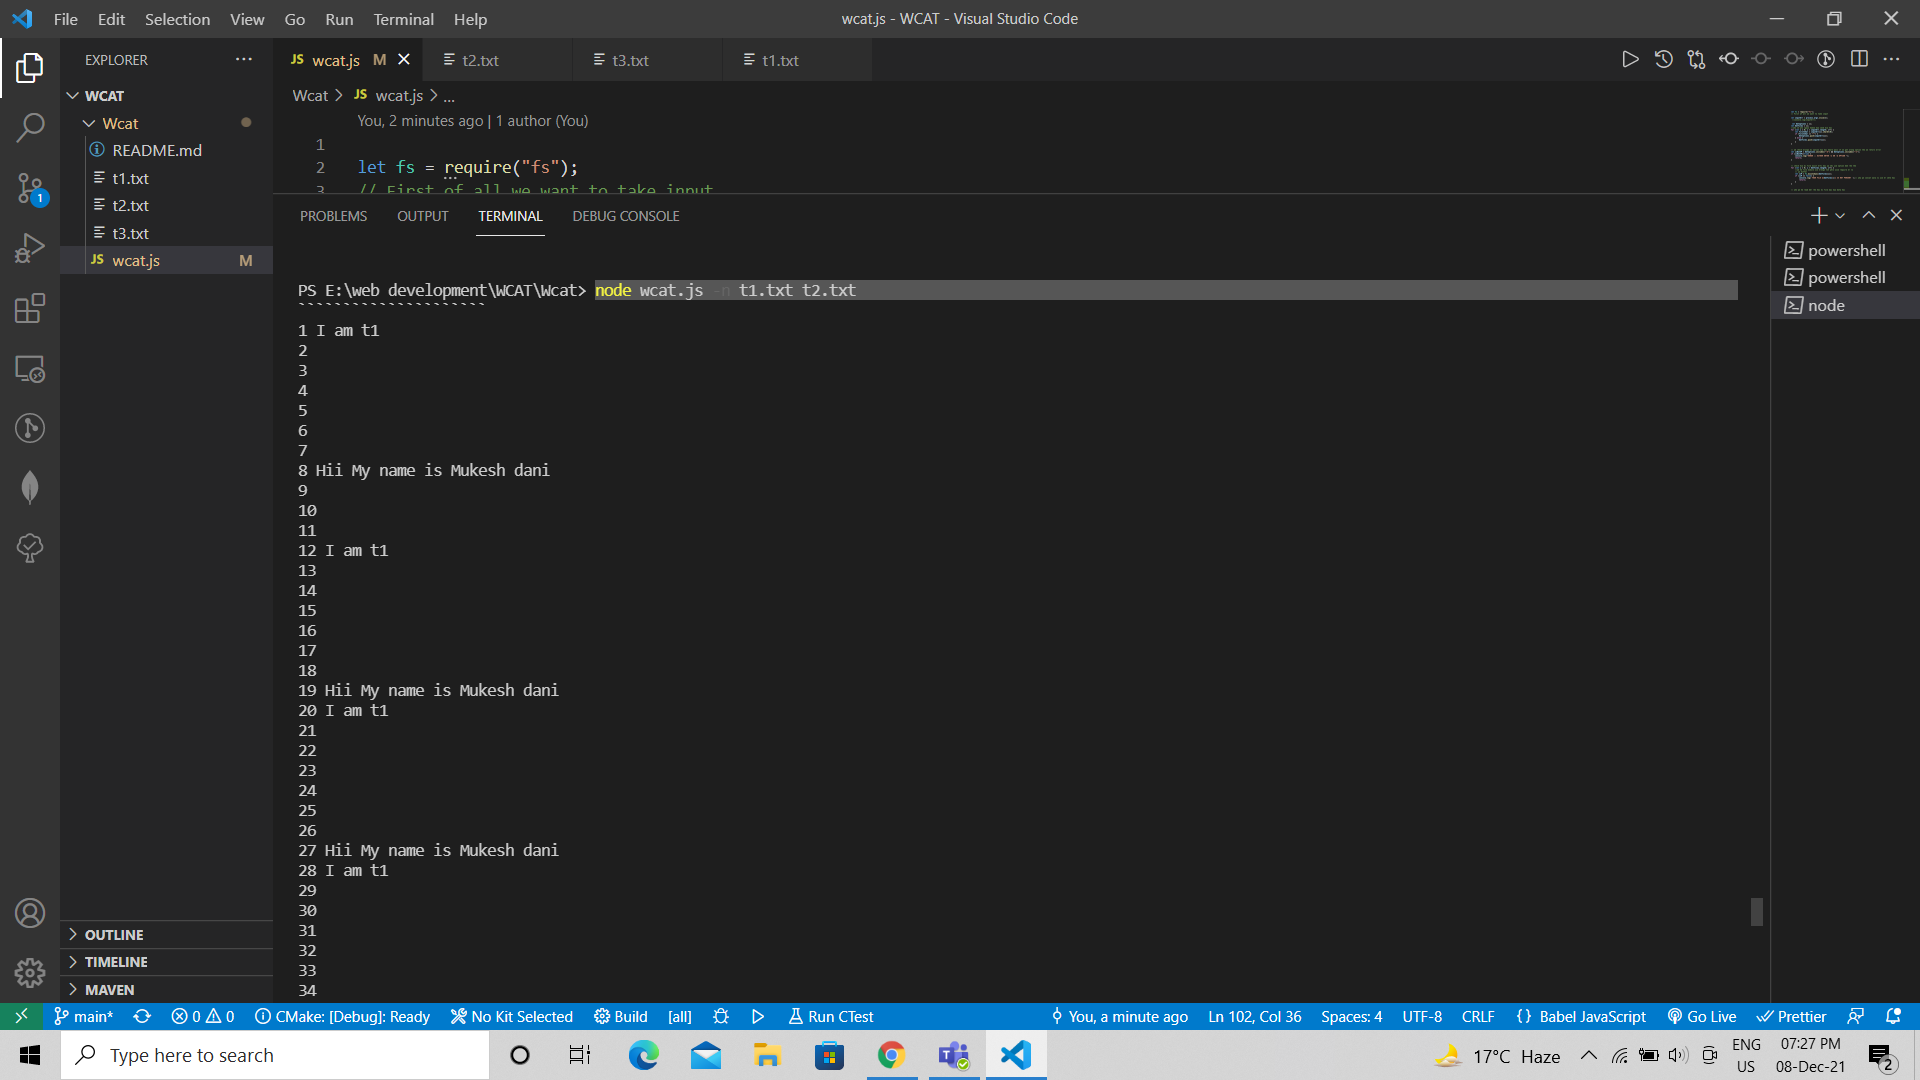 File Edit Selection View Go Run Terminal Help
wcat.js - WCAT - Visual Studio Code
EXPLORER
WCAT
Wcat
README.md
t1.txt
t2.txt
t3.txt
wcat.js M
OUTLINE
TIMELINE
MAVEN
1
JS wcat.js M
t2.txt
t3.txt
t1.txt
Wcat > JS wcat.js > ...
You, 2 minutes ago | 1 author (You)
1
2 let fs = require("fs");
3 // First of all we want to take input
PROBLEMS OUTPUT TERMINAL DEBUG CONSOLE
powershell
powershell
node
PS E:\web development\WCAT\Wcat> node wcat.js -n t1.txt t2.txt
`````````````````````
1 I am t1
2
3
4
5
6
7
8 Hii My name is Mukesh dani
9
10
11
12 I am t1
13
14
15
16
17
18
19 Hii My name is Mukesh dani
20 I am t1
21
22
23
24
25
26
27 Hii My name is Mukesh dani
28 I am t1
29
30
31
32
33
34
main* 0 0 CMake: [Debug]: Ready No Kit Selected Build [all] Run CTest You, a minute ago Ln 102, Col 36 Spaces: 4 UTF-8 CRLF {} Babel JavaScript Go Live Prettier
Type here to search
17°C Haze
ENG
US
07:27 PM
08-Dec-21
2